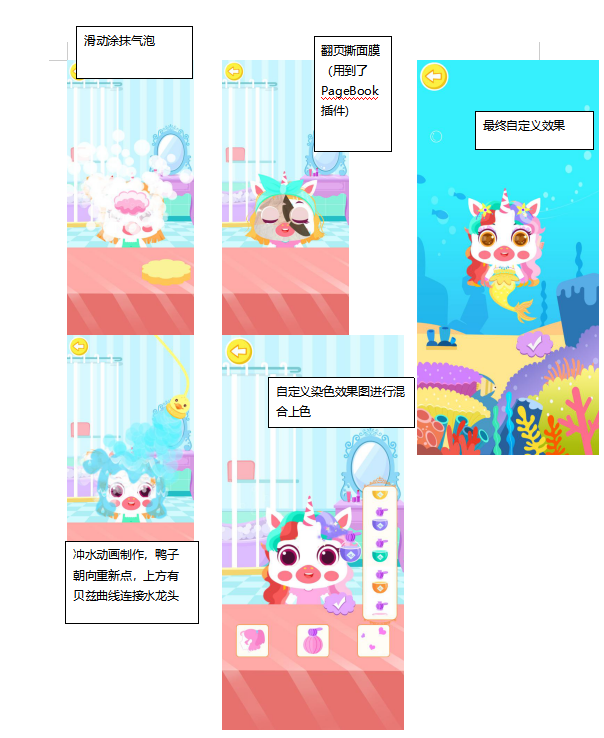 滑动涂抹气泡
翻页撕面膜
（用到了
PageBook
插件)
最终自定义效果
冲水动画制作，鸭子
朝向重新点，上方有
贝兹曲线连接水龙头
自定义染色效果图进行混
合上色